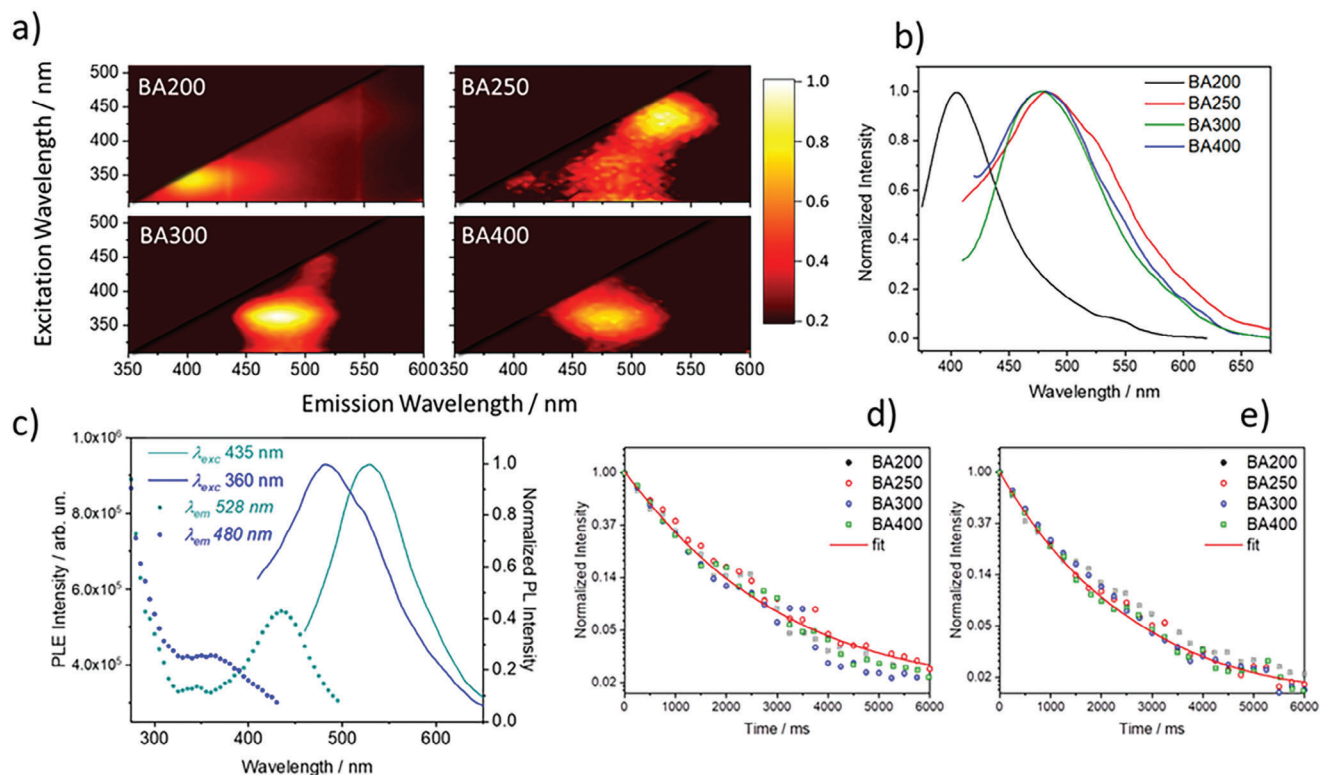 a)
BA200
BA250
BA300
BA400
Excitation Wavelength / nm
500
450
400
350
500
450
400
350
350 400 450 500 550 600
350 400 450 500 550 600
Emission Wavelength / nm
1.0
0.8
0.6
0.4
0.2
b)
BA200
BA250
BA300
BA400
Normalized Intensity
1.0
0.8
0.6
0.4
0.2
0.0
400 450 500 550 600 650
Wavelength / nm
c)
λexc 435 nm
λexc 360 nm
λem 528 nm
λem 480 nm
PLE Intensity / arb. un.
1.0x10⁶
8.0x10⁵
6.0x10⁵
4.0x10⁵
Normalized PL Intensity
1.0
0.8
0.6
0.4
0.2
0.0
300 400 500 600
Wavelength / nm
d)
BA200
BA250
BA300
BA400
fit
Normalized Intensity
1.00
0.37
0.14
0.05
0.02
0 1000 2000 3000 4000 5000 6000
Time / ms
e)
BA200
BA250
BA300
BA400
fit
Normalized Intensity
1.00
0.37
0.14
0.05
0.02
0 1000 2000 3000 4000 5000 6000
Time / ms